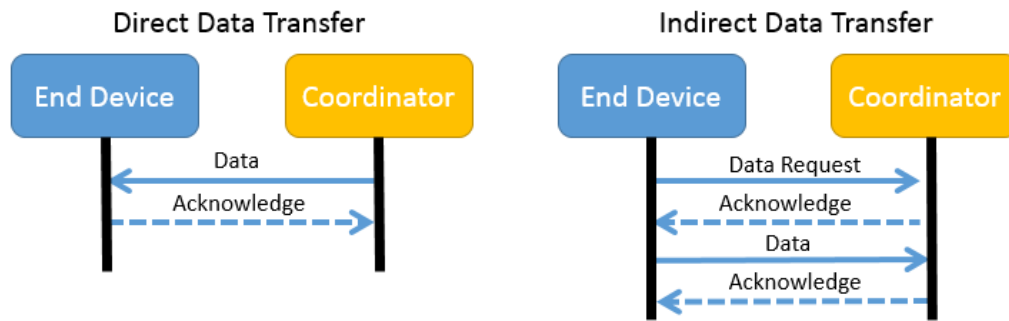 Direct Data Transfer
End Device
Coordinator
Data
Acknowledge
Indirect Data Transfer
End Device
Coordinator
Data Request
Acknowledge
Data
Acknowledge